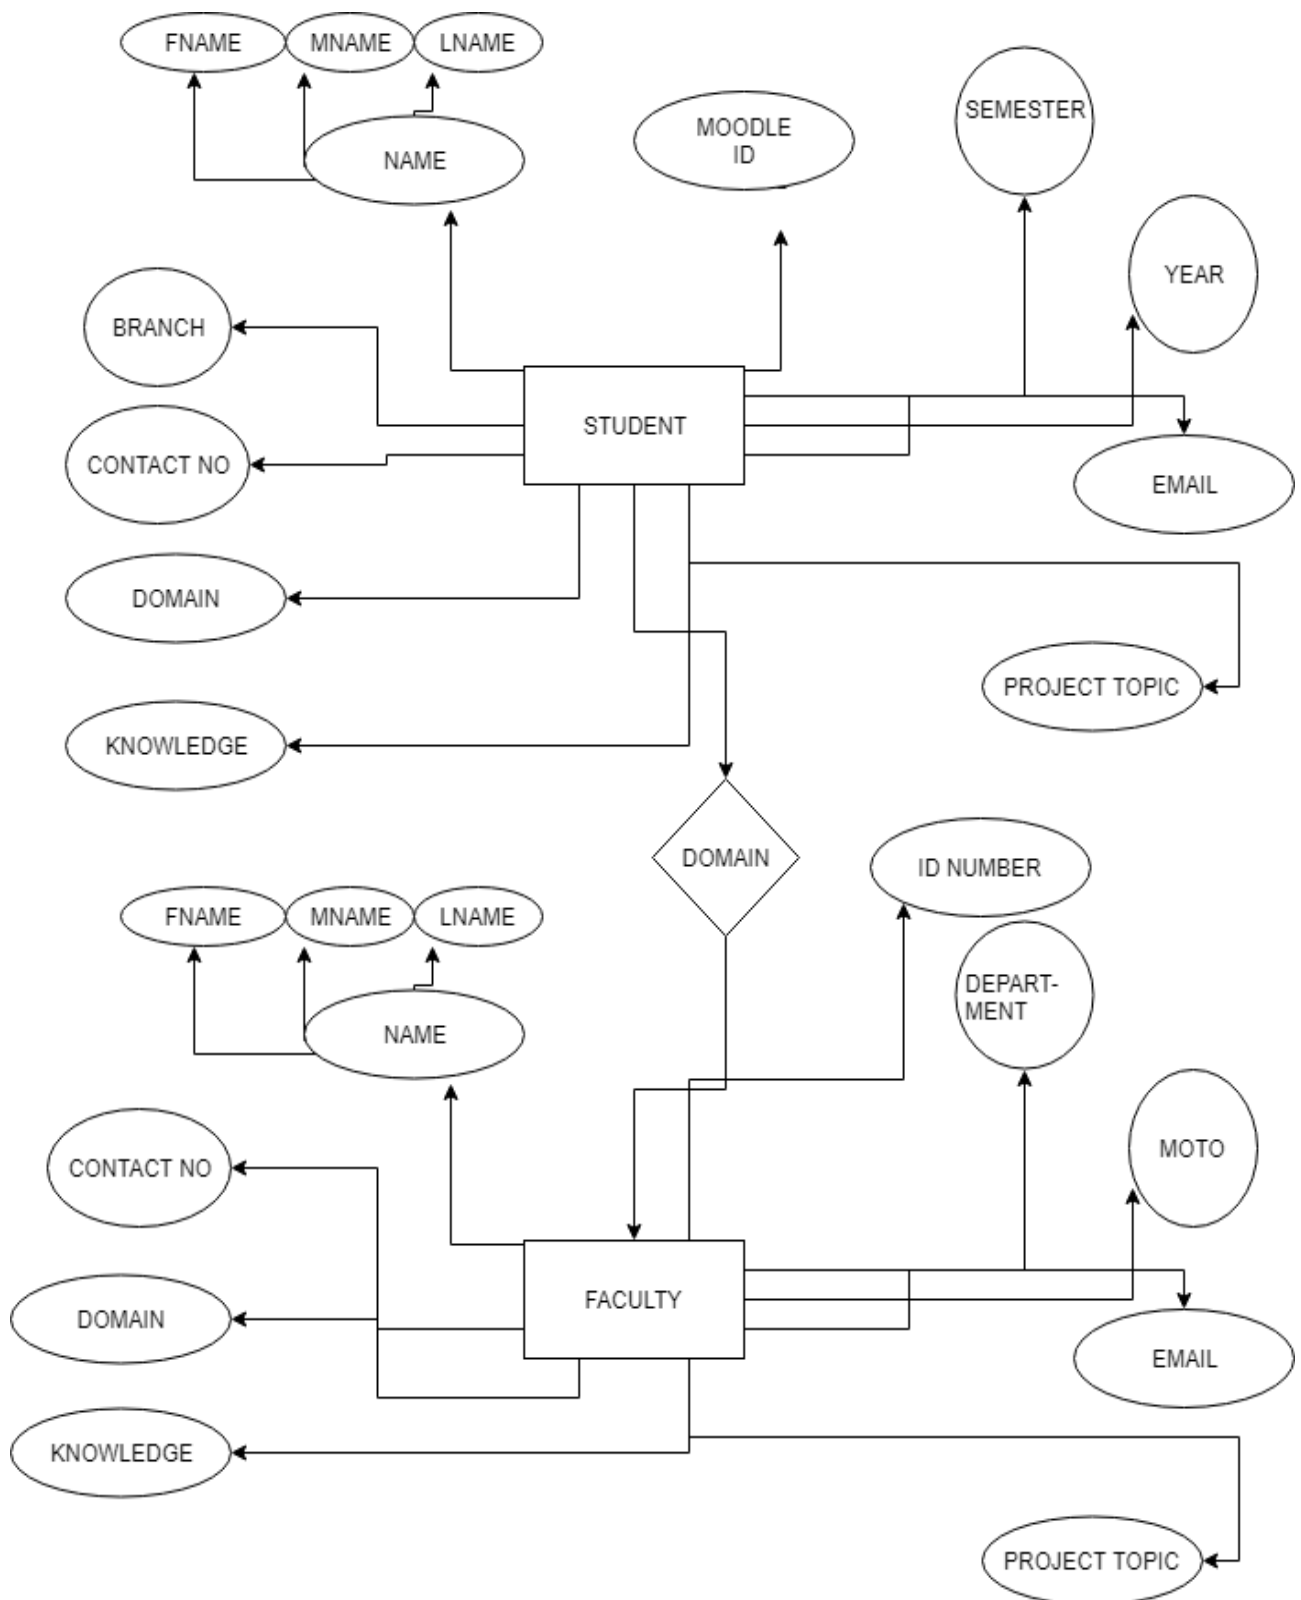 FNAME
MNAME
LNAME
NAME
MOODLE
ID
SEMESTER
YEAR
BRANCH
STUDENT
CONTACT NO
EMAIL
DOMAIN
PROJECT TOPIC
KNOWLEDGE
DOMAIN
ID NUMBER
FNAME
MNAME
LNAME
DEPART-
MENT
NAME
MOTO
CONTACT NO
FACULTY
DOMAIN
EMAIL
KNOWLEDGE
PROJECT TOPIC